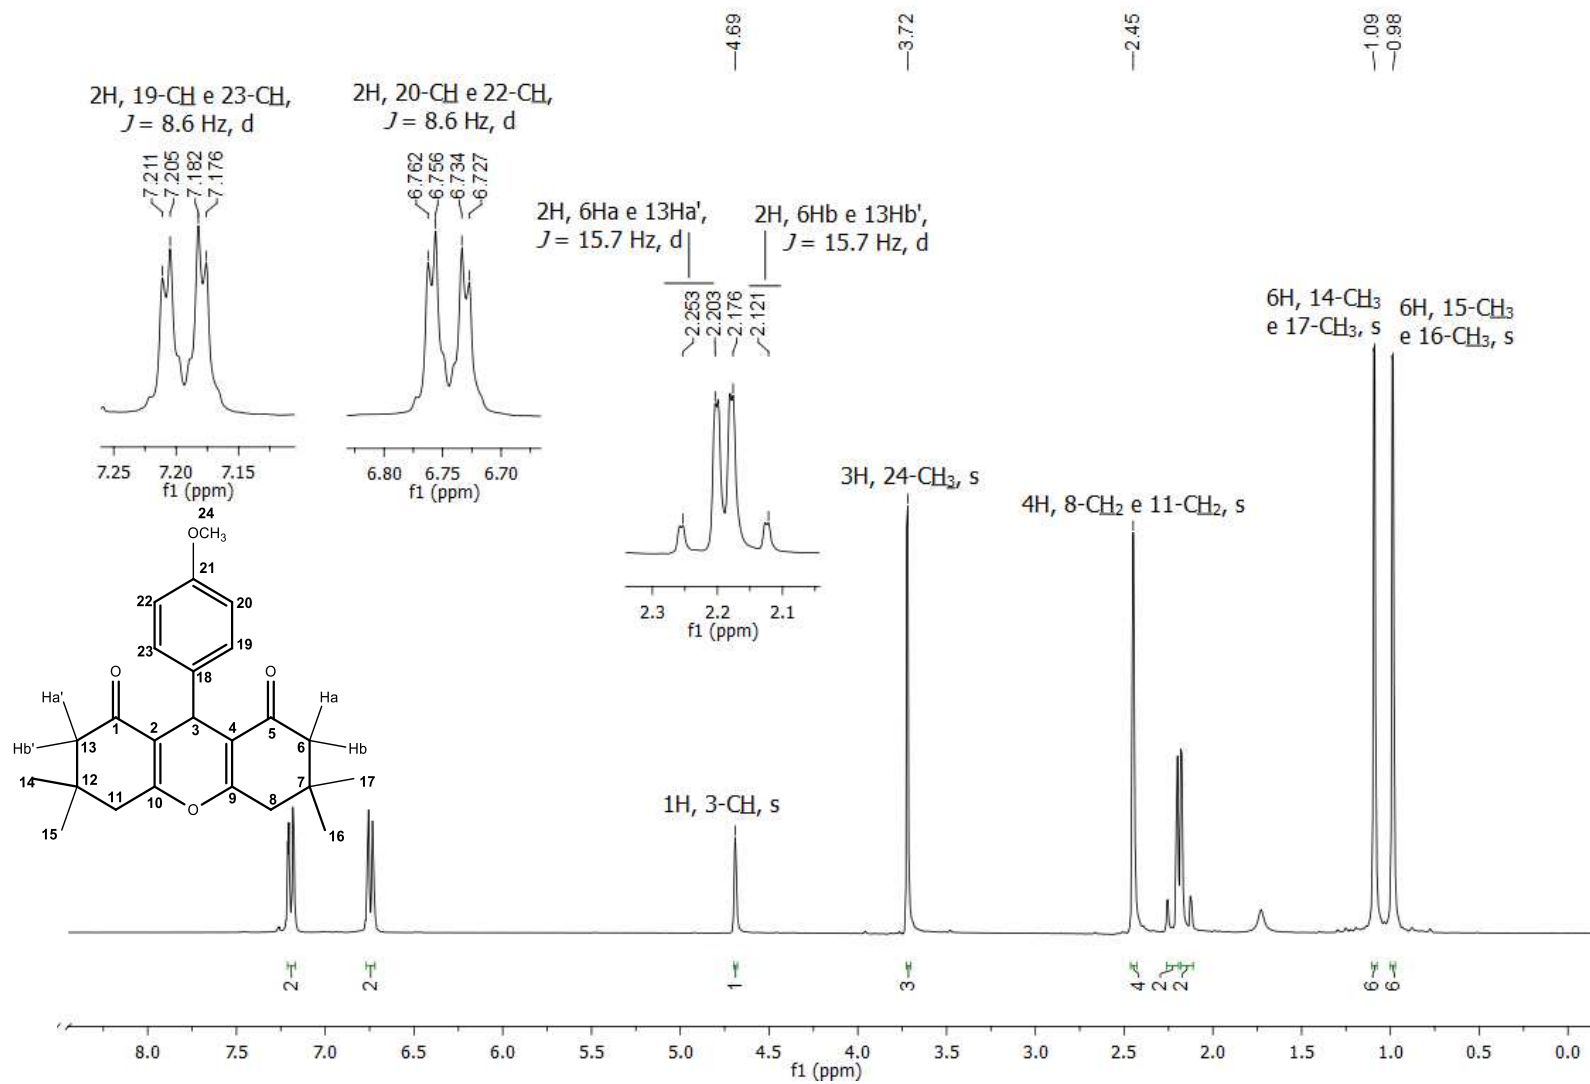 4.69
3.72
2.45
1.09
0.98
2H, 19-CH e 23-CH,
J = 8.6 Hz, d
2H, 20-CH e 22-CH,
J = 8.6 Hz, d
7.211
7.205
7.182
7.176
6.762
6.756
6.734
6.727
2H, 6Ha e 13Ha',
J = 15.7 Hz, d
2H, 6Hb e 13Hb',
J = 15.7 Hz, d
2.253
2.203
2.176
2.121
6H, 14-CH3
e 17-CH3, s
6H, 15-CH3
e 16-CH3, s
7.25 7.20 7.15
f1 (ppm)
6.80 6.75 6.70
f1 (ppm)
2.3 2.2 2.1
f1 (ppm)
3H, 24-CH3, s
4H, 8-CH2 e 11-CH2, s
1H, 3-CH, s
24
OCH3
21
22 20
23 19
18
O O
Ha' Ha
1 2 3 4 5
Hb' 13 6 Hb
14 12 7 17
11 10 O 9 8
15 16
2 2 1 3 4 2 2 6 6
8.0 7.5 7.0 6.5 6.0 5.5 5.0 4.5 4.0 3.5 3.0 2.5 2.0 1.5 1.0 0.5 0.0
f1 (ppm)